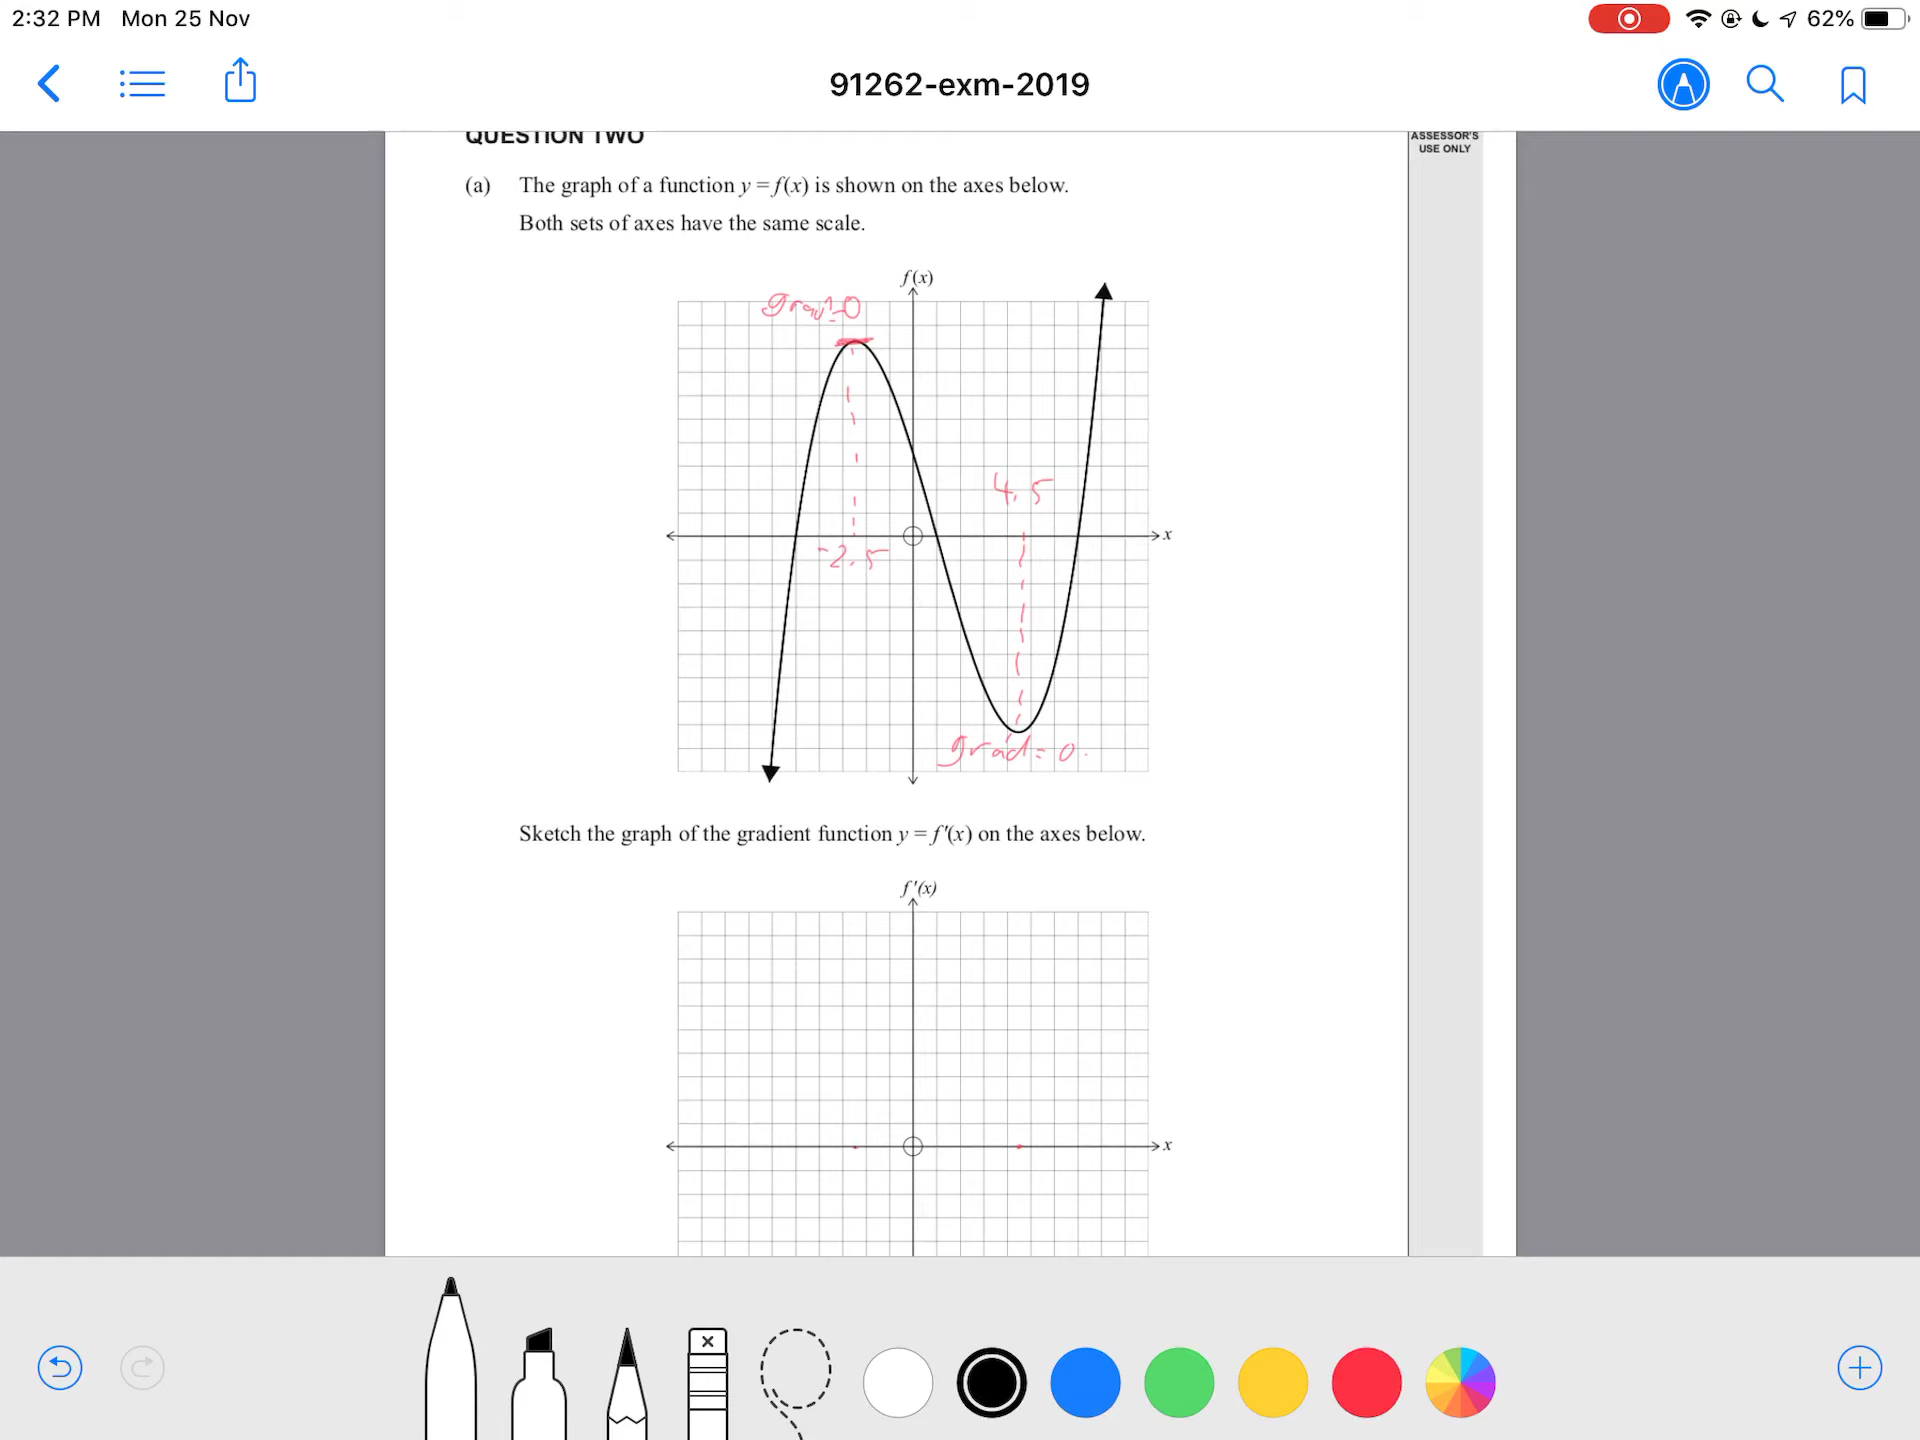 2:32 PM Mon 25 Nov
62%
91262-exm-2019
QUESTION TWO
ASSESSOR'S
USE ONLY
(a) The graph of a function y = f(x) is shown on the axes below.
Both sets of axes have the same scale.
f(x)
grad=0
4.5
x
-2.5
grad=0.
Sketch the graph of the gradient function y = f′(x) on the axes below.
f′(x)
x